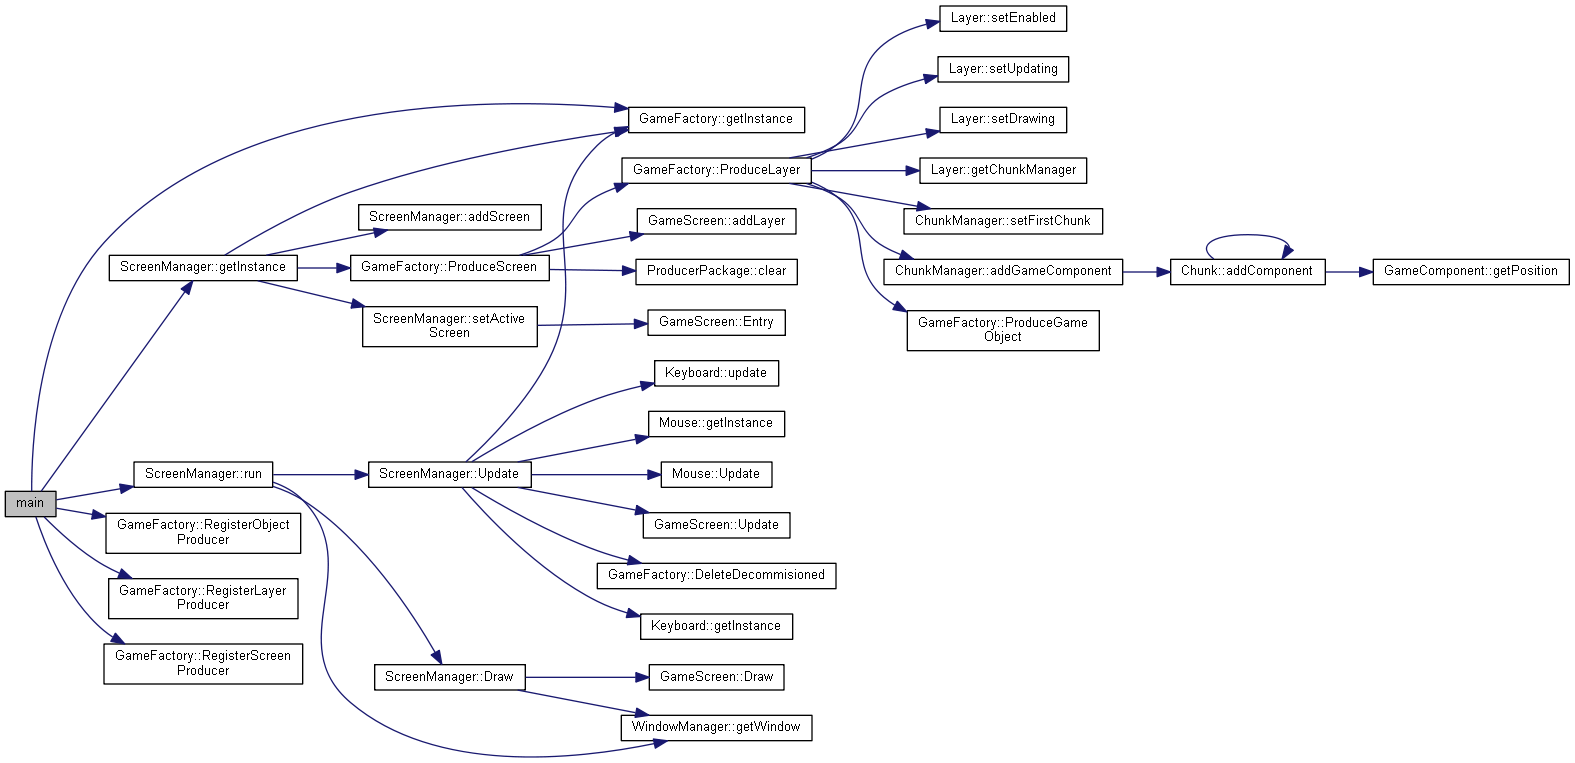 main
GameFactory::getInstance
ScreenManager::getInstance
ScreenManager::addScreen
GameFactory::ProduceScreen
ScreenManager::setActive
Screen
GameFactory::ProduceLayer
GameScreen::addLayer
ProducerPackage::clear
GameScreen::Entry
Layer::setEnabled
Layer::setUpdating
Layer::setDrawing
Layer::getChunkManager
ChunkManager::setFirstChunk
ChunkManager::addGameComponent
GameFactory::ProduceGame
Object
Chunk::addComponent
GameComponent::getPosition
ScreenManager::run
ScreenManager::Update
Keyboard::update
Mouse::getInstance
Mouse::Update
GameScreen::Update
GameFactory::DeleteDecommisioned
Keyboard::getInstance
ScreenManager::Draw
GameScreen::Draw
WindowManager::getWindow
GameFactory::RegisterObject
Producer
GameFactory::RegisterLayer
Producer
GameFactory::RegisterScreen
Producer